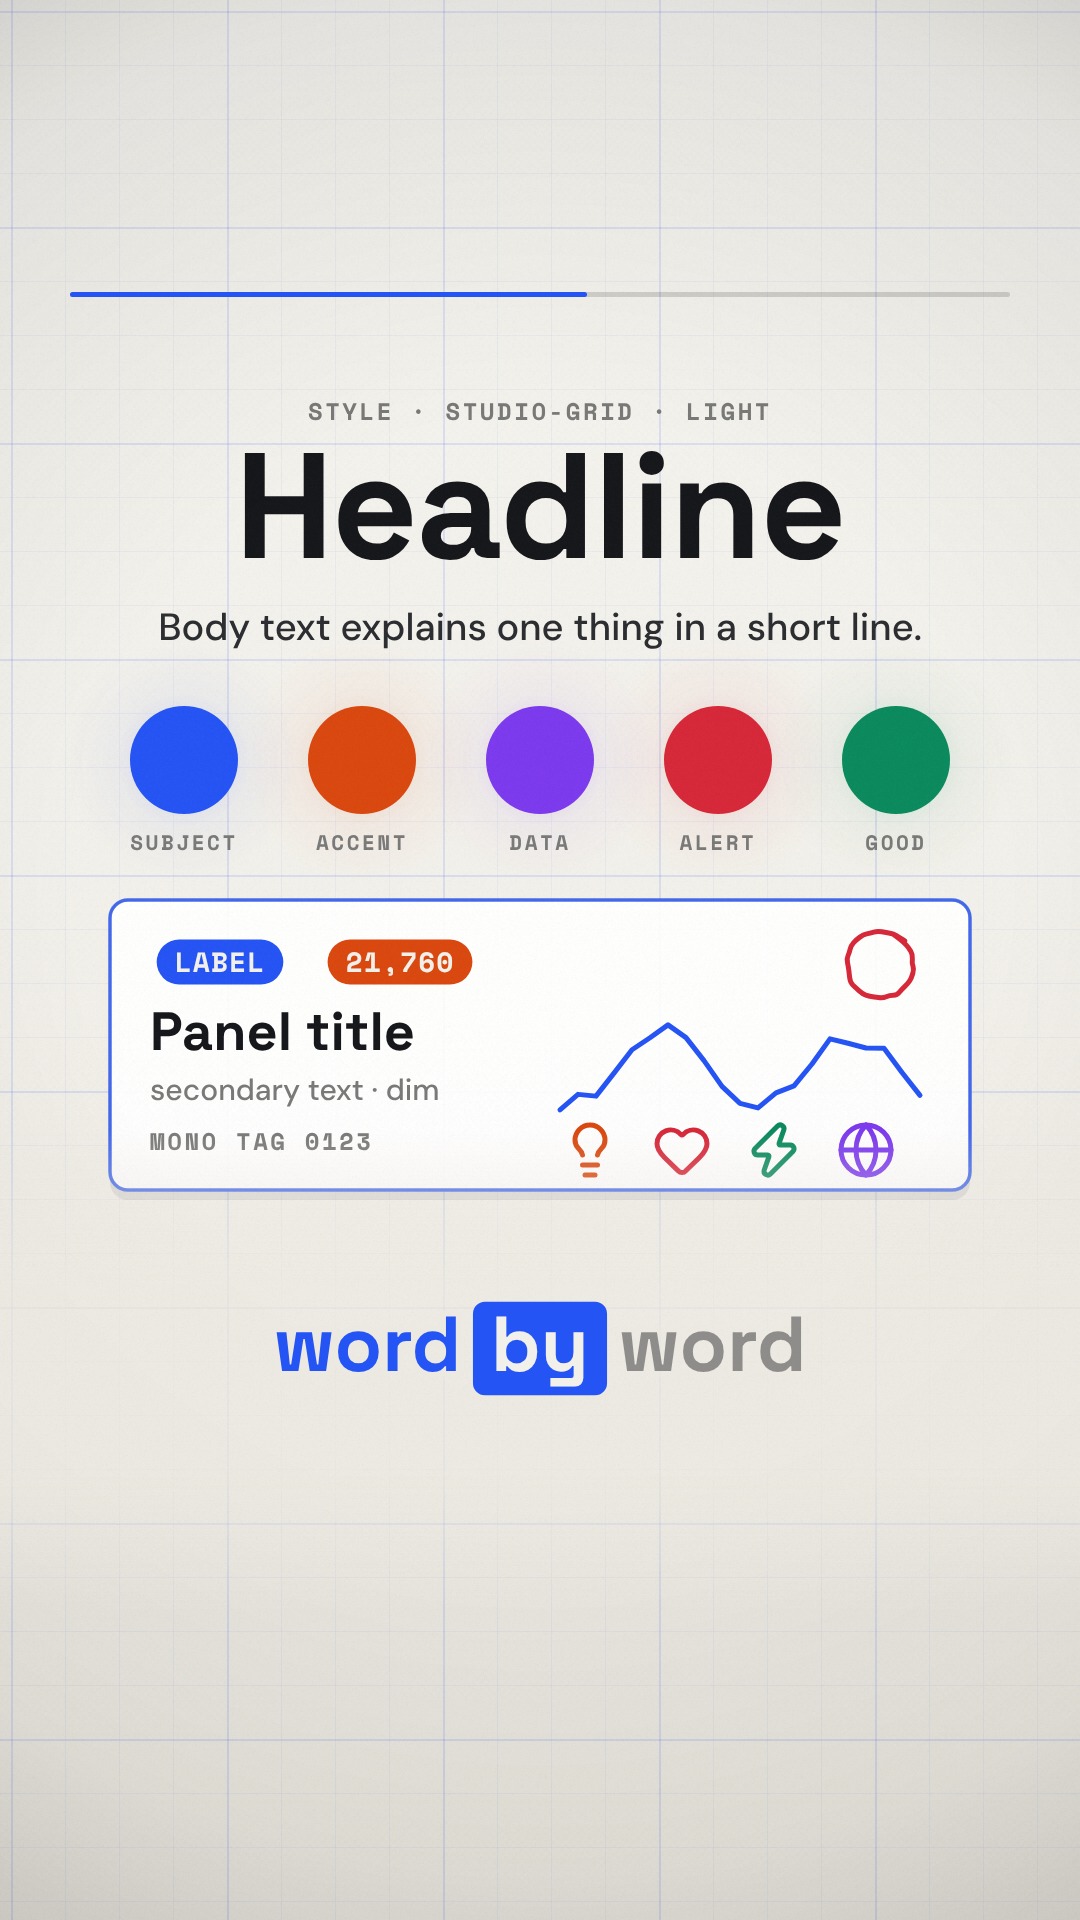 STYLE · STUDIO-GRID · LIGHT
Headline
Body text explains one thing in a short line.
SUBJECT ACCENT DATA ALERT GOOD
LABEL 21,760
Panel title
secondary text · dim
MONO TAG 0123
word by word